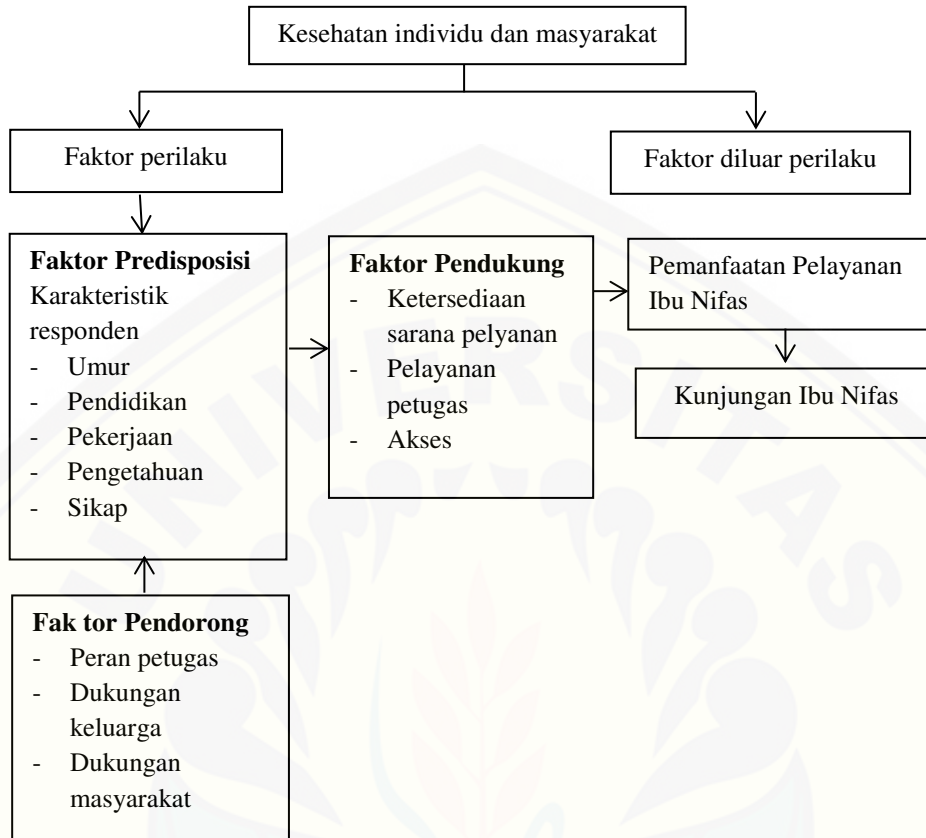 Kesehatan individu dan masyarakat
Faktor perilaku
Faktor diluar perilaku
Faktor Predisposisi
Karakteristik
responden
- Umur
- Pendidikan
- Pekerjaan
- Pengetahuan
- Sikap
Faktor Pendukung
- Ketersediaan
sarana pelyanan
- Pelayanan
petugas
- Akses
Pemanfaatan Pelayanan
Ibu Nifas
Kunjungan Ibu Nifas
Fak tor Pendorong
- Peran petugas
- Dukungan
keluarga
- Dukungan
masyarakat
UNIVERSITAS